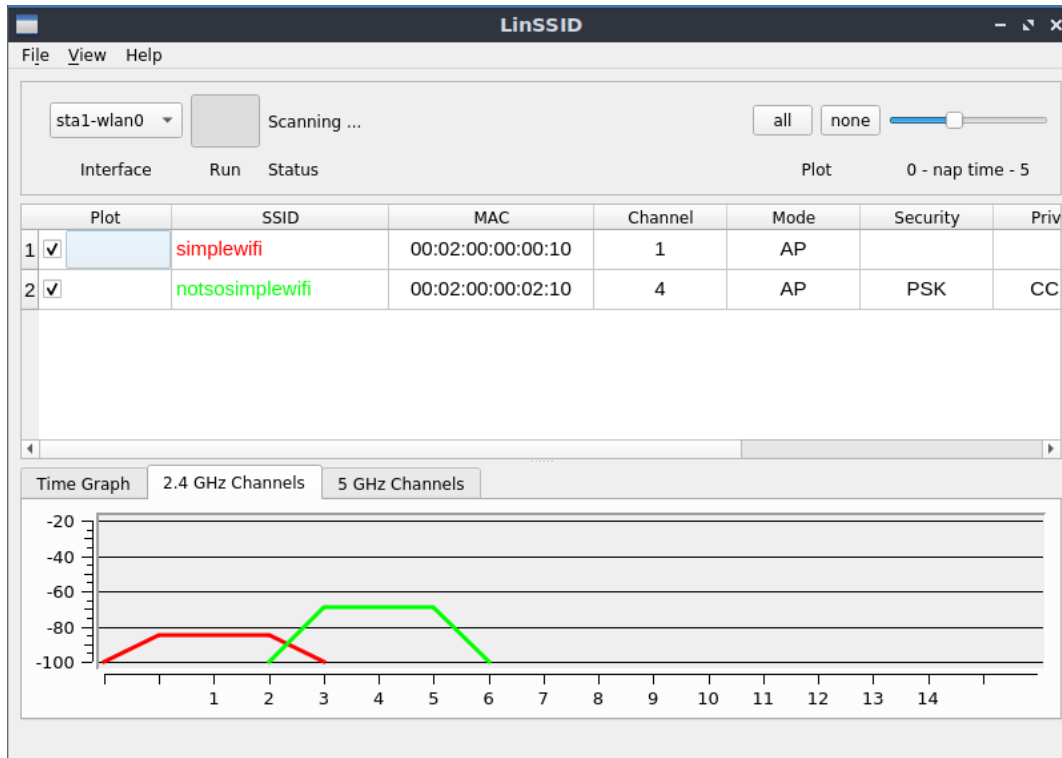 LinSSID
File View Help
sta1-wlan0 Scanning ... all none
Interface Run Status Plot 0 - nap time - 5
Plot SSID MAC Channel Mode Security Priv
1 simplewifi 00:02:00:00:00:10 1 AP
2 notsosimplewifi 00:02:00:00:02:10 4 AP PSK CC
Time Graph 2.4 GHz Channels 5 GHz Channels
-20
-40
-60
-80
-100
1 2 3 4 5 6 7 8 9 10 11 12 13 14